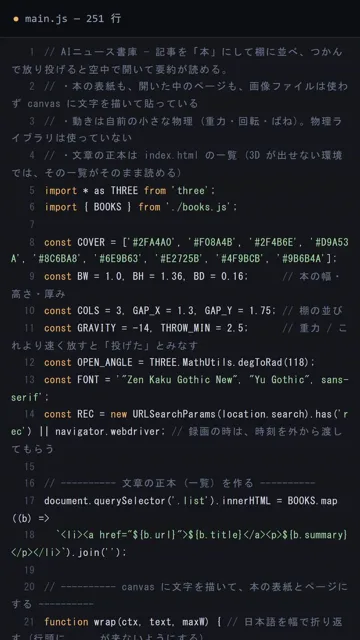 main.js — 251 行
1 // AIニュース書庫 — 記事を「本」にして棚に並べ、つかん
で放り投げると空中で開いて要約が読める。
2 // ・本の表紙も、開いた中のページも、画像ファイルは使わ
ず canvas に文字を描いて貼っている
3 // ・動きは自前の小さな物理 (重力・回転・ばね)。物理ラ
イブラリは使っていない
4 // ・文章の正本は index.html の一覧 (3D が出せない環境
では、その一覧がそのまま読める)
5 import * as THREE from 'three';
6 import { BOOKS } from './books.js';
7
8 const COVER = ['#2FA4A0', '#F08A4B', '#2F4B6E', '#D9A53
A', '#8C6BA8', '#6E9B63', '#E2725B', '#4F9BCB', '#9B6B4A'];
9 const BW = 1.0, BH = 1.36, BD = 0.16; // 本の幅・
高さ・厚み
10 const COLS = 3, GAP_X = 1.3, GAP_Y = 1.75; // 棚の並び
11 const GRAVITY = -14, THROW_MIN = 2.5; // 重力 / こ
れより速く放すと「投げた」とみなす
12 const OPEN_ANGLE = THREE.MathUtils.degToRad(118);
13 const FONT = '"Zen Kaku Gothic New", "Yu Gothic", sans-
serif';
14 const REC = new URLSearchParams(location.search).has('r
ec') || navigator.webdriver; // 録画の時は、時刻を外から渡し
てもらう
15
16 // ---------- 文章の正本 (一覧) を作る ----------
17 document.querySelector('.list').innerHTML = BOOKS.map
((b) =>
18 `<li><a href="${b.url}">${b.title}</a><p>${b.summary}
</p></li>`).join('');
19
20 // ---------- canvas に文字を描いて、本の表紙とページに
する ----------
21 function wrap(ctx, text, maxW) { // 日本語を幅で折り返
す (行頭に が来ないようにする)